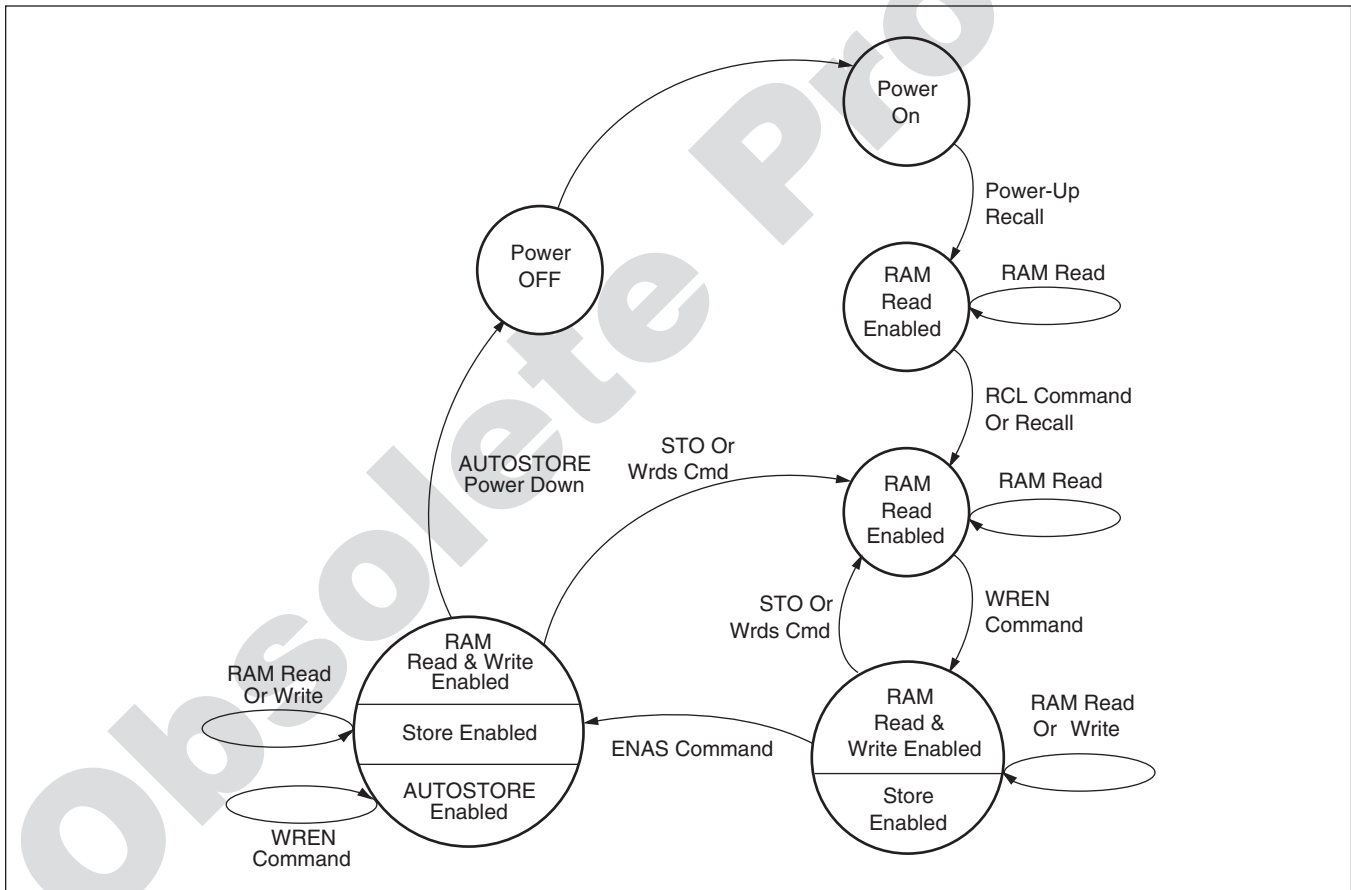 Obsolete Pro
Power
On
Power-Up
Recall
Power
OFF
RAM
Read
Enabled
RAM Read
RCL Command
Or Recall
AUTOSTORE
Power Down
STO Or
Wrds Cmd
RAM
Read
Enabled
RAM Read
STO Or
Wrds Cmd
WREN
Command
RAM
Read & Write
Enabled
Store Enabled
AUTOSTORE
Enabled
RAM Read
Or Write
WREN
Command
ENAS Command
RAM
Read &
Write Enabled
Store
Enabled
RAM Read
Or Write